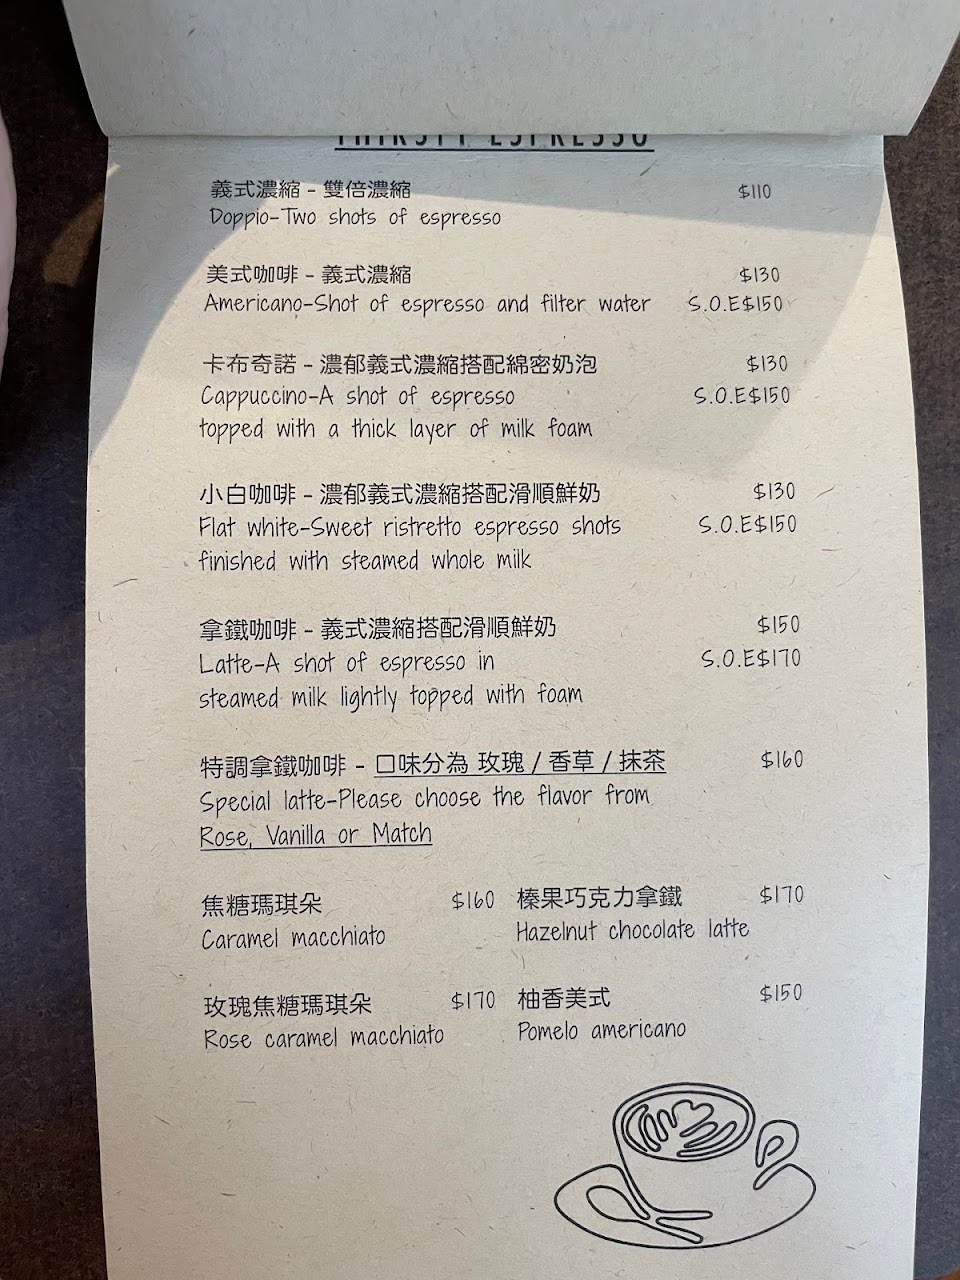 THIRSTY ESPRESSO
義式濃縮 - 雙倍濃縮 $110
Doppio-Two shots of espresso
美式咖啡 - 義式濃縮 $130
Americano-Shot of espresso and filter water S.O.E$150
卡布奇諾 - 濃郁義式濃縮搭配綿密奶泡 $130
Cappuccino-A shot of espresso S.O.E$150
topped with a thick layer of milk foam
小白咖啡 - 濃郁義式濃縮搭配滑順鮮奶 $130
Flat white-Sweet ristretto espresso shots S.O.E$150
finished with steamed whole milk
拿鐵咖啡 - 義式濃縮搭配滑順鮮奶 $150
Latte-A shot of espresso in S.O.E$170
steamed milk lightly topped with foam
特調拿鐵咖啡 - 口味分為 玫瑰 / 香草 / 抹茶 $160
Special latte-Please choose the flavor from
Rose, Vanilla or Match
焦糖瑪琪朵 $160
Caramel macchiato
榛果巧克力拿鐵 $170
Hazelnut chocolate latte
玫瑰焦糖瑪琪朵 $170
Rose caramel macchiato
柚香美式 $150
Pomelo americano